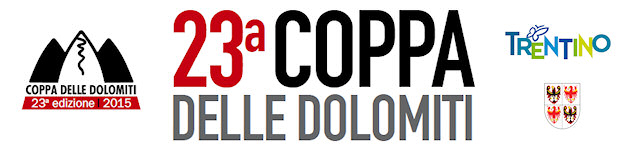 COPPA DELLE DOLOMITI
23ª edizione | 2015
23ª COPPA
DELLE DOLOMITI
TRENTINO